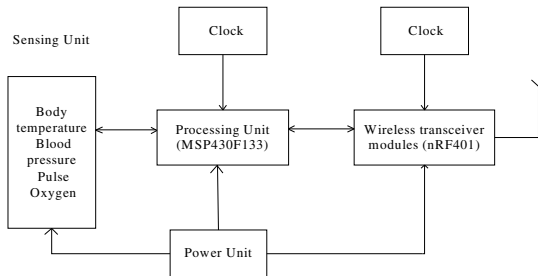 Sensing Unit
Clock
Clock
Body
temperature
Blood
pressure
Pulse
Oxygen
Processing Unit
(MSP430F133)
Wireless transceiver
modules (nRF401)
Power Unit